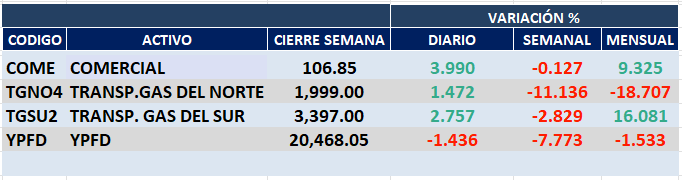 VARIACIÓN %
CODIGO ACTIVO CIERRE SEMANA DIARIO SEMANAL MENSUAL
COME COMERCIAL 106.85 3.990 -0.127 9.325
TGNO4 TRANSP.GAS DEL NORTE 1,999.00 1.472 -11.136 -18.707
TGSU2 TRANSP. GAS DEL SUR 3,397.00 2.757 -2.829 16.081
YPFD YPFD 20,468.05 -1.436 -7.773 -1.533